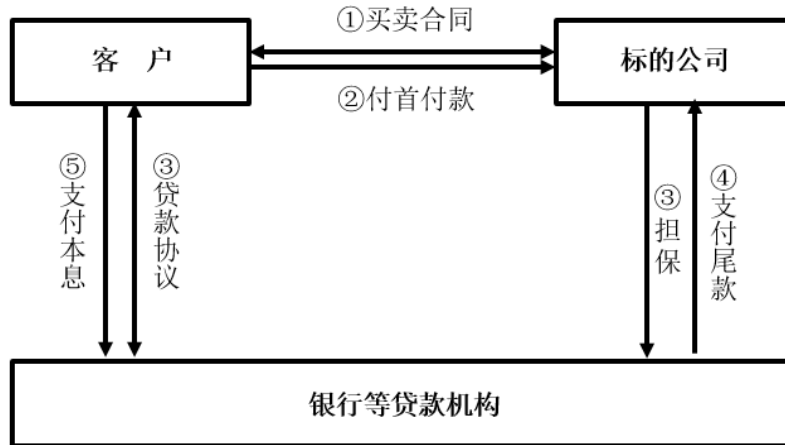 ①买卖合同
客 户
标的公司
②付首付款
⑤支付本息
③贷款协议
③担保
④支付尾款
银行等贷款机构